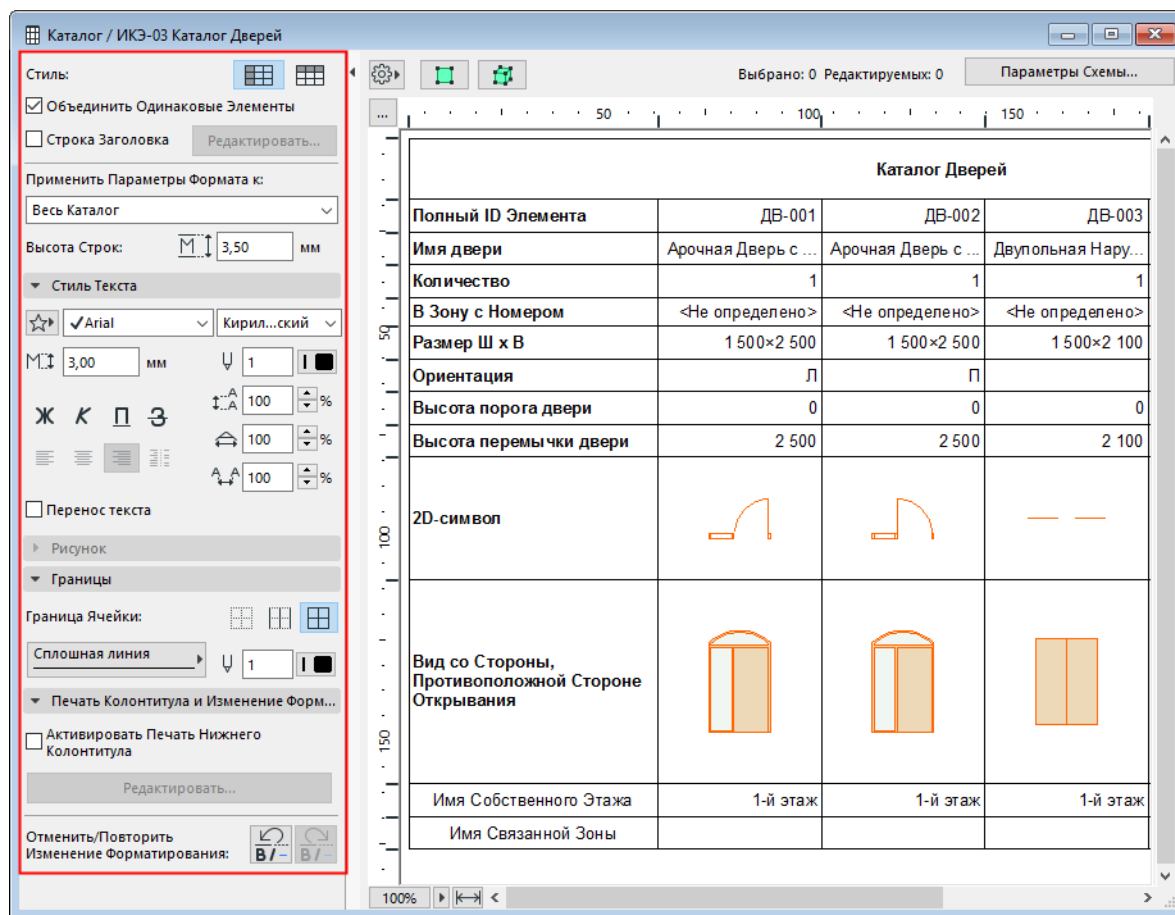 Каталог / ИКЭ-03 Каталог Дверей
Стиль:
Объединить Одинаковые Элементы
Строка Заголовка
Редактировать...
Применить Параметры Формата к:
Весь Каталог
Высота Строк:
3,50
мм
Стиль Текста
Arial
Кирил...ский
3,00
мм
1
100
%
Ж К П З
100
%
100
%
Перенос текста
Рисунок
Границы
Граница Ячейки:
Сплошная линия
1
Печать Колонтитула и Изменение Форм...
Активировать Печать Нижнего
Колонтитула
Редактировать...
Отменить/Повторить
Изменение Форматирования:
B / –
B / –
Выбрано: 0 Редактируемых: 0
Параметры Схемы...
...
50 100 150
50
100
150
Каталог Дверей
Полный ID Элемента ДВ-001 ДВ-002 ДВ-003
Имя двери Арочная Дверь с ... Арочная Дверь с ... Двупольная Нару...
Количество 1 1 1
В Зону с Номером <Не определено> <Не определено> <Не определено>
Размер Ш x В 1 500×2 500 1 500×2 500 1 500×2 100
Ориентация Л П
Высота порога двери 0 0 0
Высота перемычки двери 2 500 2 500 2 100
2D-символ
Вид со Стороны,
Противоположной Стороне
Открывания
Имя Собственного Этажа 1-й этаж 1-й этаж 1-й этаж
Имя Связанной Зоны
100%